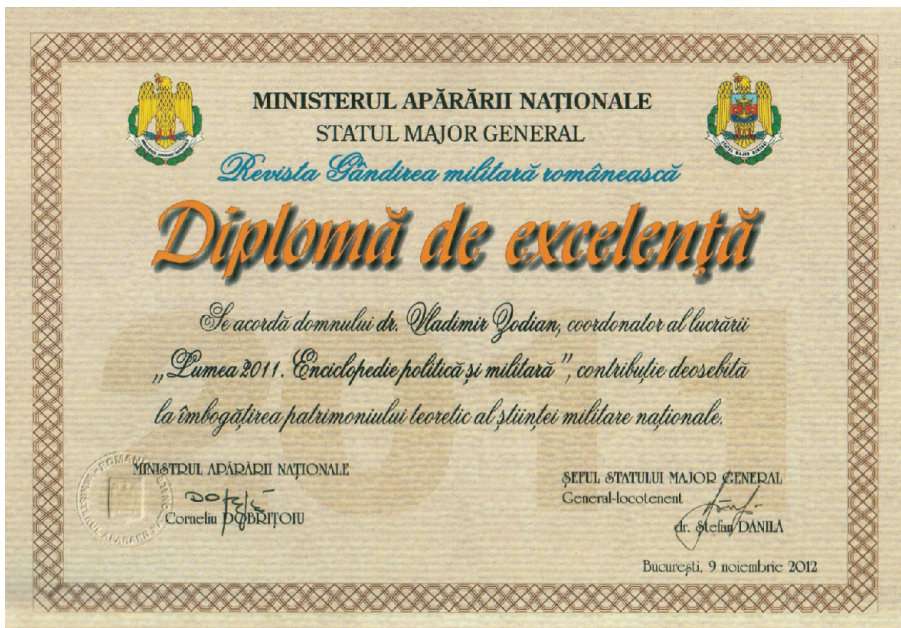 MINISTERUL APĂRĂRII NAȚIONALE
STATUL MAJOR GENERAL
Revista Gândirea militară românească
Diplomă de excelență
Se acordă domnului dr. Vladimir Zodian, coordonator al lucrării
„Lumea 2011. Enciclopedie politică și militară”, contribuție deosebită
la îmbogățirea patrimoniului teoretic al științei militare naționale.
2011
MINISTRUL APĂRĂRII NAȚIONALE
Corneliu DOBRIȚOIU
ȘEFUL STATULUI MAJOR GENERAL
General-locotenent
dr. Ștefan DĂNILĂ
București, 9 noiembrie 2012